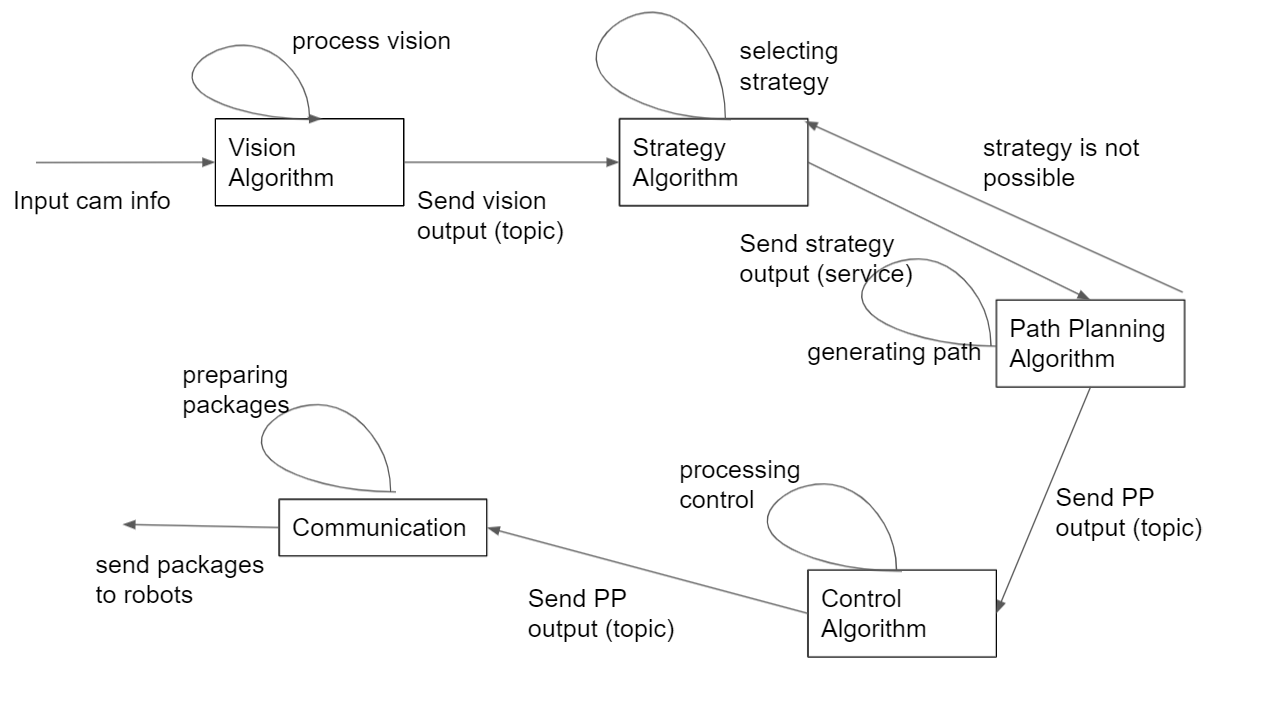 process vision
selecting
strategy
Vision
Algorithm
Strategy
Algorithm
strategy is not
possible
Input cam info
Send vision
output (topic)
Send strategy
output (service)
Path Planning
Algorithm
generating path
preparing
packages
processing
control
Send PP
output (topic)
Communication
send packages
to robots
Send PP
output (topic)
Control
Algorithm